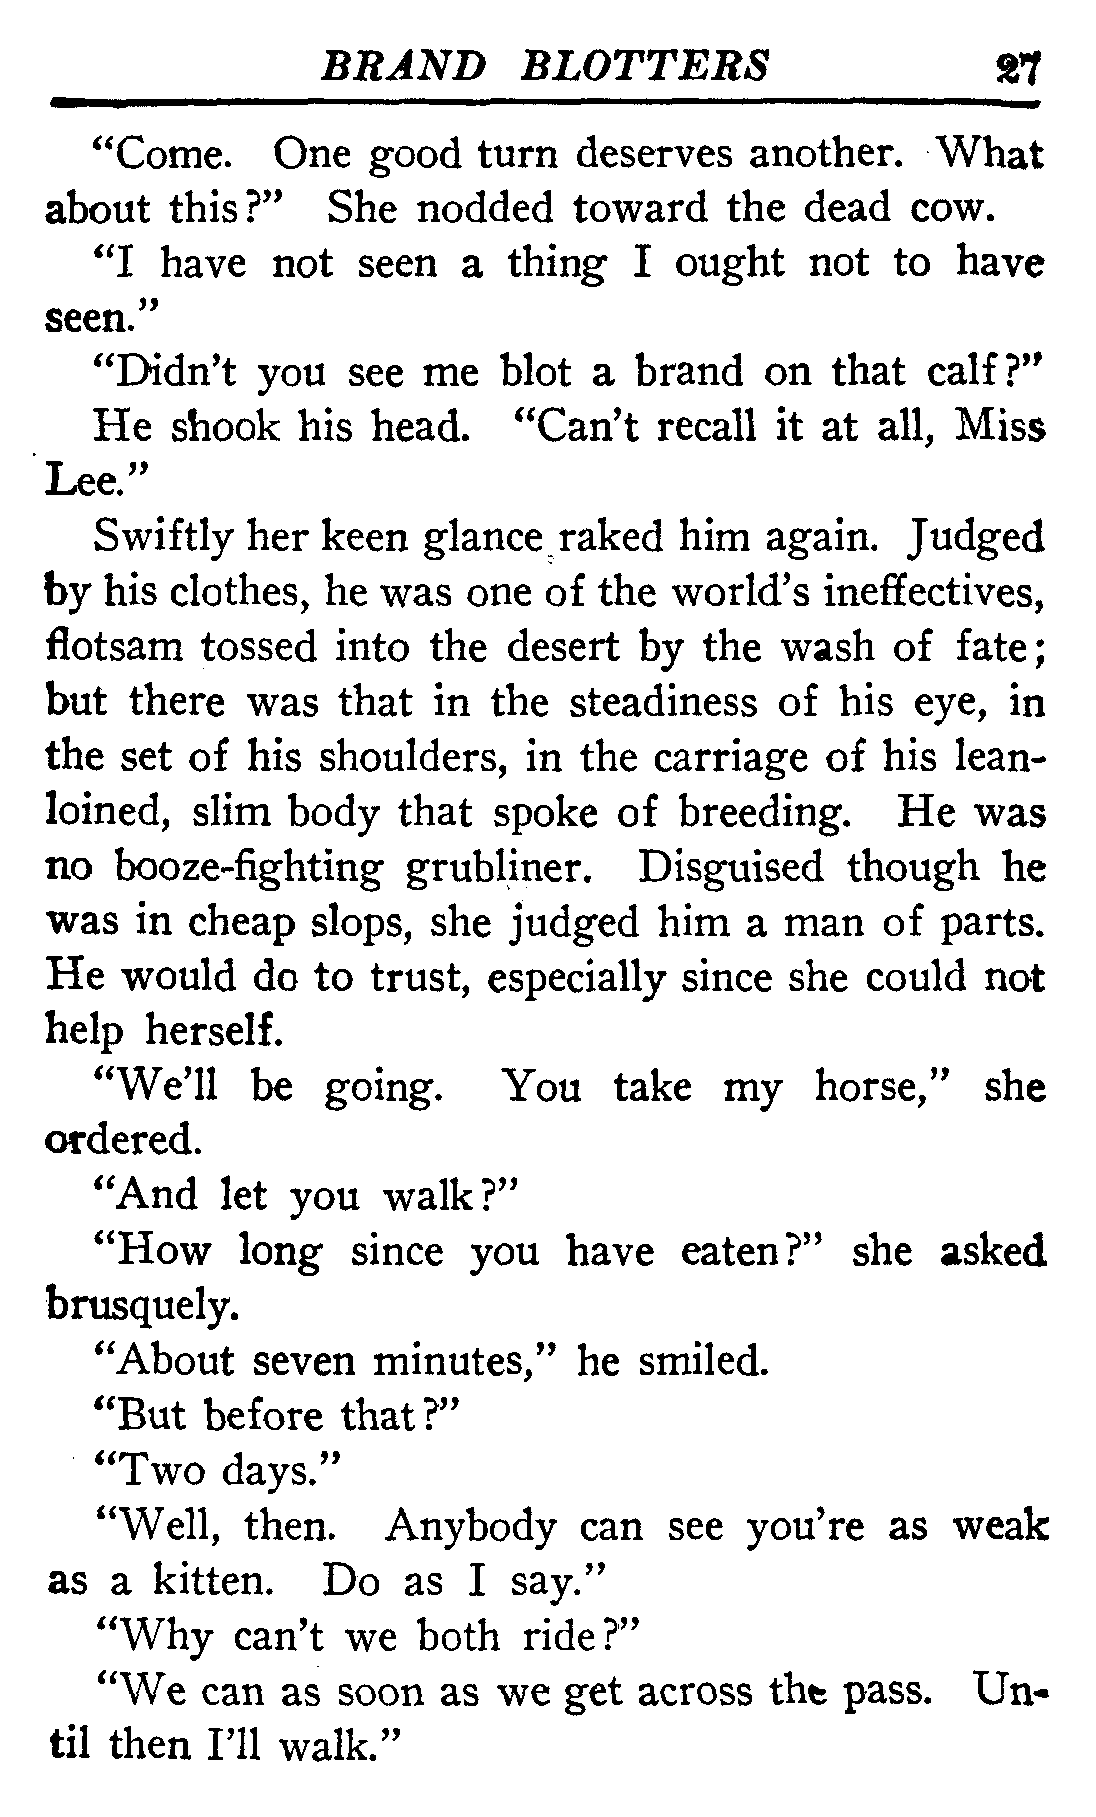 BRAND BLOTTERS 27
“Come. One good turn deserves another. What
about this?” She nodded toward the dead cow.
“I have not seen a thing I ought not to have
seen.”
“Didn’t you see me blot a brand on that calf?”
He shook his head. “Can’t recall it at all, Miss
Lee.”
Swiftly her keen glance raked him again. Judged
by his clothes, he was one of the world’s ineffectives,
flotsam tossed into the desert by the wash of fate;
but there was that in the steadiness of his eye, in
the set of his shoulders, in the carriage of his lean-
loined, slim body that spoke of breeding. He was
no booze-fighting grubliner. Disguised though he
was in cheap slops, she judged him a man of parts.
He would do to trust, especially since she could not
help herself.
“We’ll be going. You take my horse,” she
ordered.
“And let you walk?”
“How long since you have eaten?” she asked
brusquely.
“About seven minutes,” he smiled.
“But before that?”
“Two days.”
“Well, then. Anybody can see you’re as weak
as a kitten. Do as I say.”
“Why can’t we both ride?”
“We can as soon as we get across the pass. Un-
til then I’ll walk.”